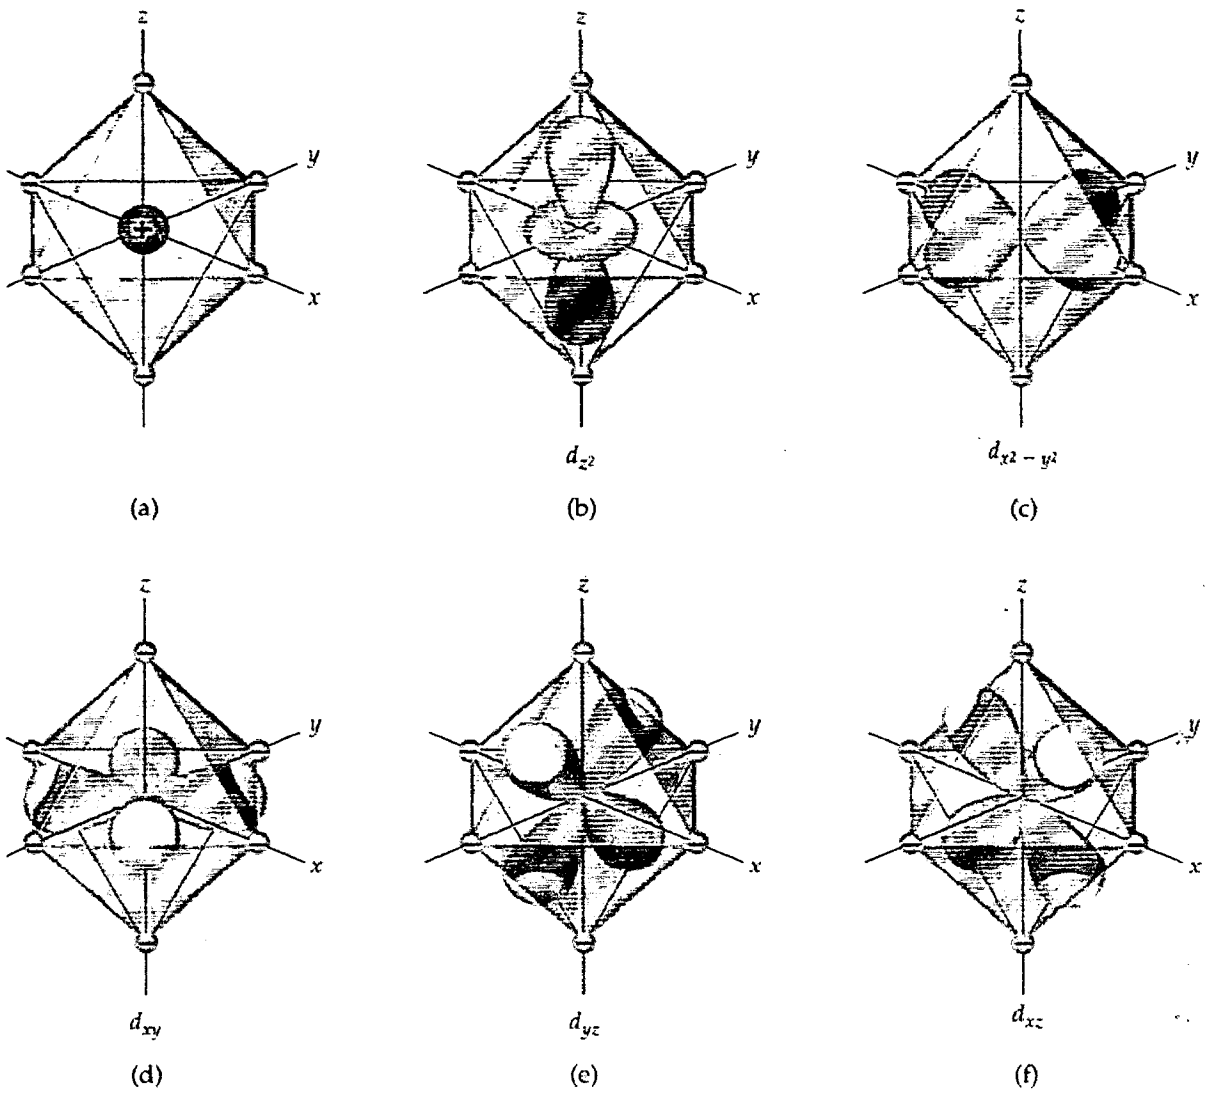 z z z
y y y
+
x x x
d_{z^2} d_{x^2 - y^2}
(a) (b) (c)
z z z
y y y
x x x
d_{xy} d_{yz} d_{xz}
(d) (e) (f)